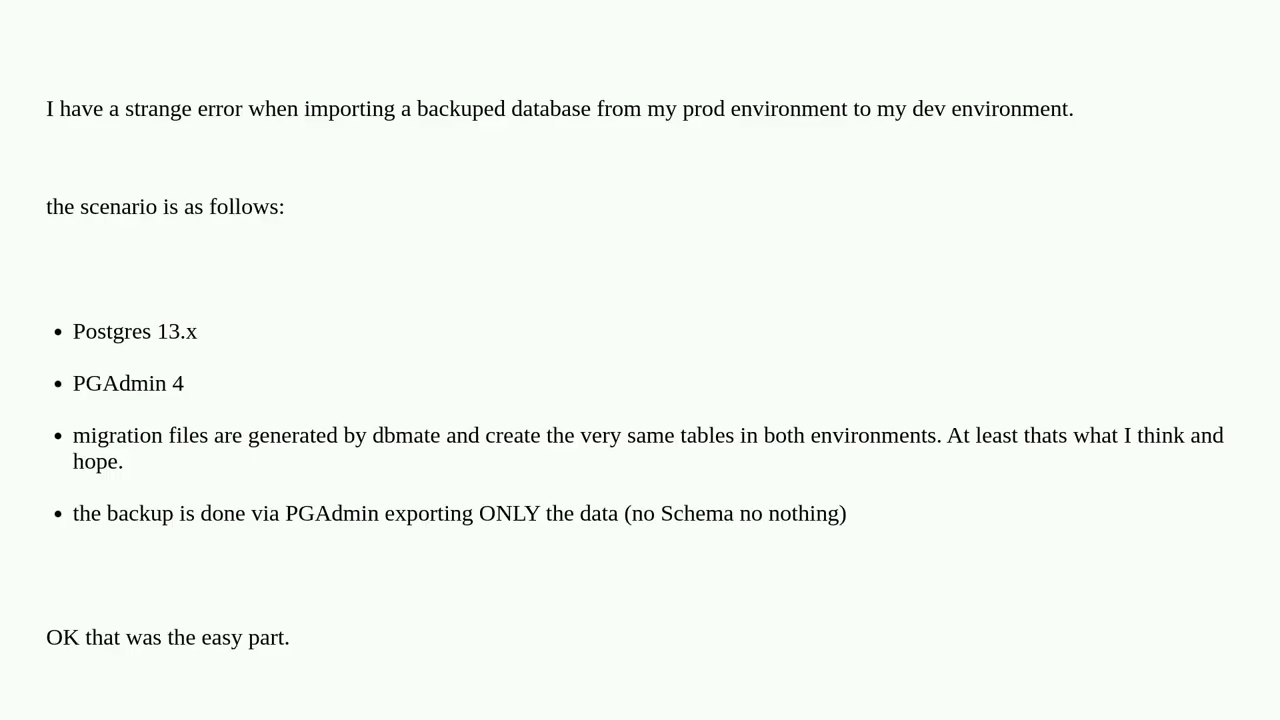 I have a strange error when importing a backuped database from my prod environment to my dev environment.
the scenario is as follows:
• Postgres 13.x
• PGAdmin 4
• migration files are generated by dbmate and create the very same tables in both environments. At least thats what I think and
hope.
• the backup is done via PGAdmin exporting ONLY the data (no Schema no nothing)
OK that was the easy part.